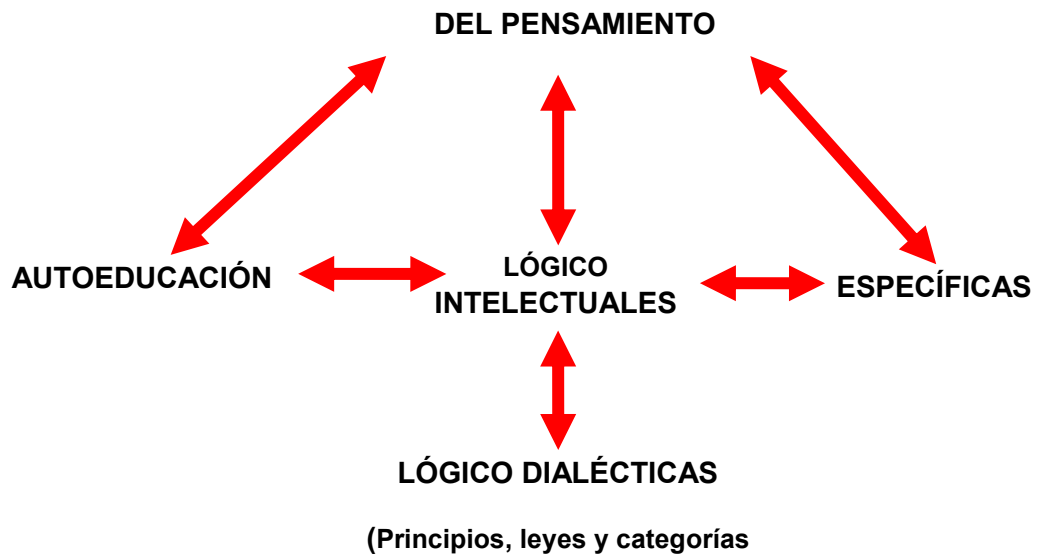 DEL PENSAMIENTO
AUTOEDUCACIÓN
LÓGICO
INTELECTUALES
ESPECÍFICAS
LÓGICO DIALÉCTICAS
(Principios, leyes y categorías